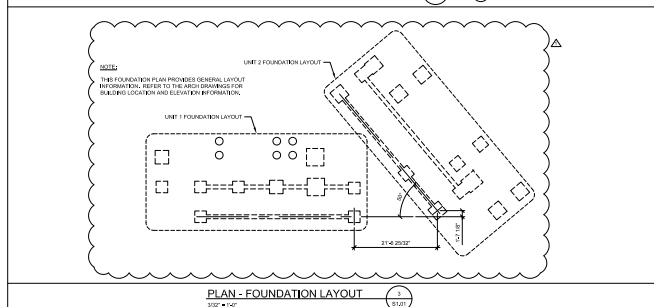 NOTE:
THIS FOUNDATION PLAN PROVIDES GENERAL LAYOUT
INFORMATION. REFER TO THE ARCH DRAWINGS FOR
BUILDING LOCATION AND ELEVATION INFORMATION.
UNIT 2 FOUNDATION LAYOUT
UNIT 1 FOUNDATION LAYOUT
50°
1'-7 1/8"
21'-6 25/32"
PLAN - FOUNDATION LAYOUT
3/32" = 1'-0"
3
S1.01